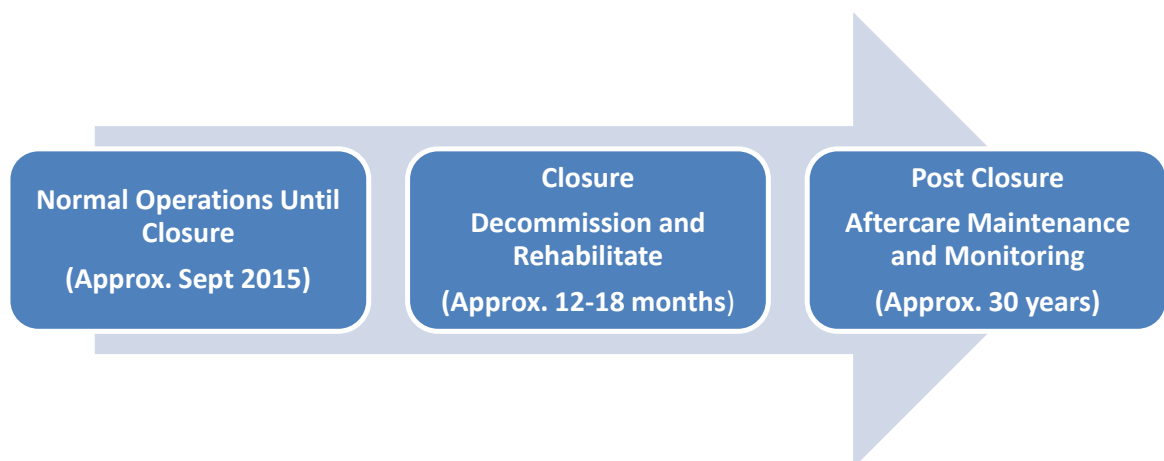 Normal Operations Until
Closure
(Approx. Sept 2015)
Closure
Decommission and
Rehabilitate
(Approx. 12-18 months)
Post Closure
Aftercare Maintenance
and Monitoring
(Approx. 30 years)